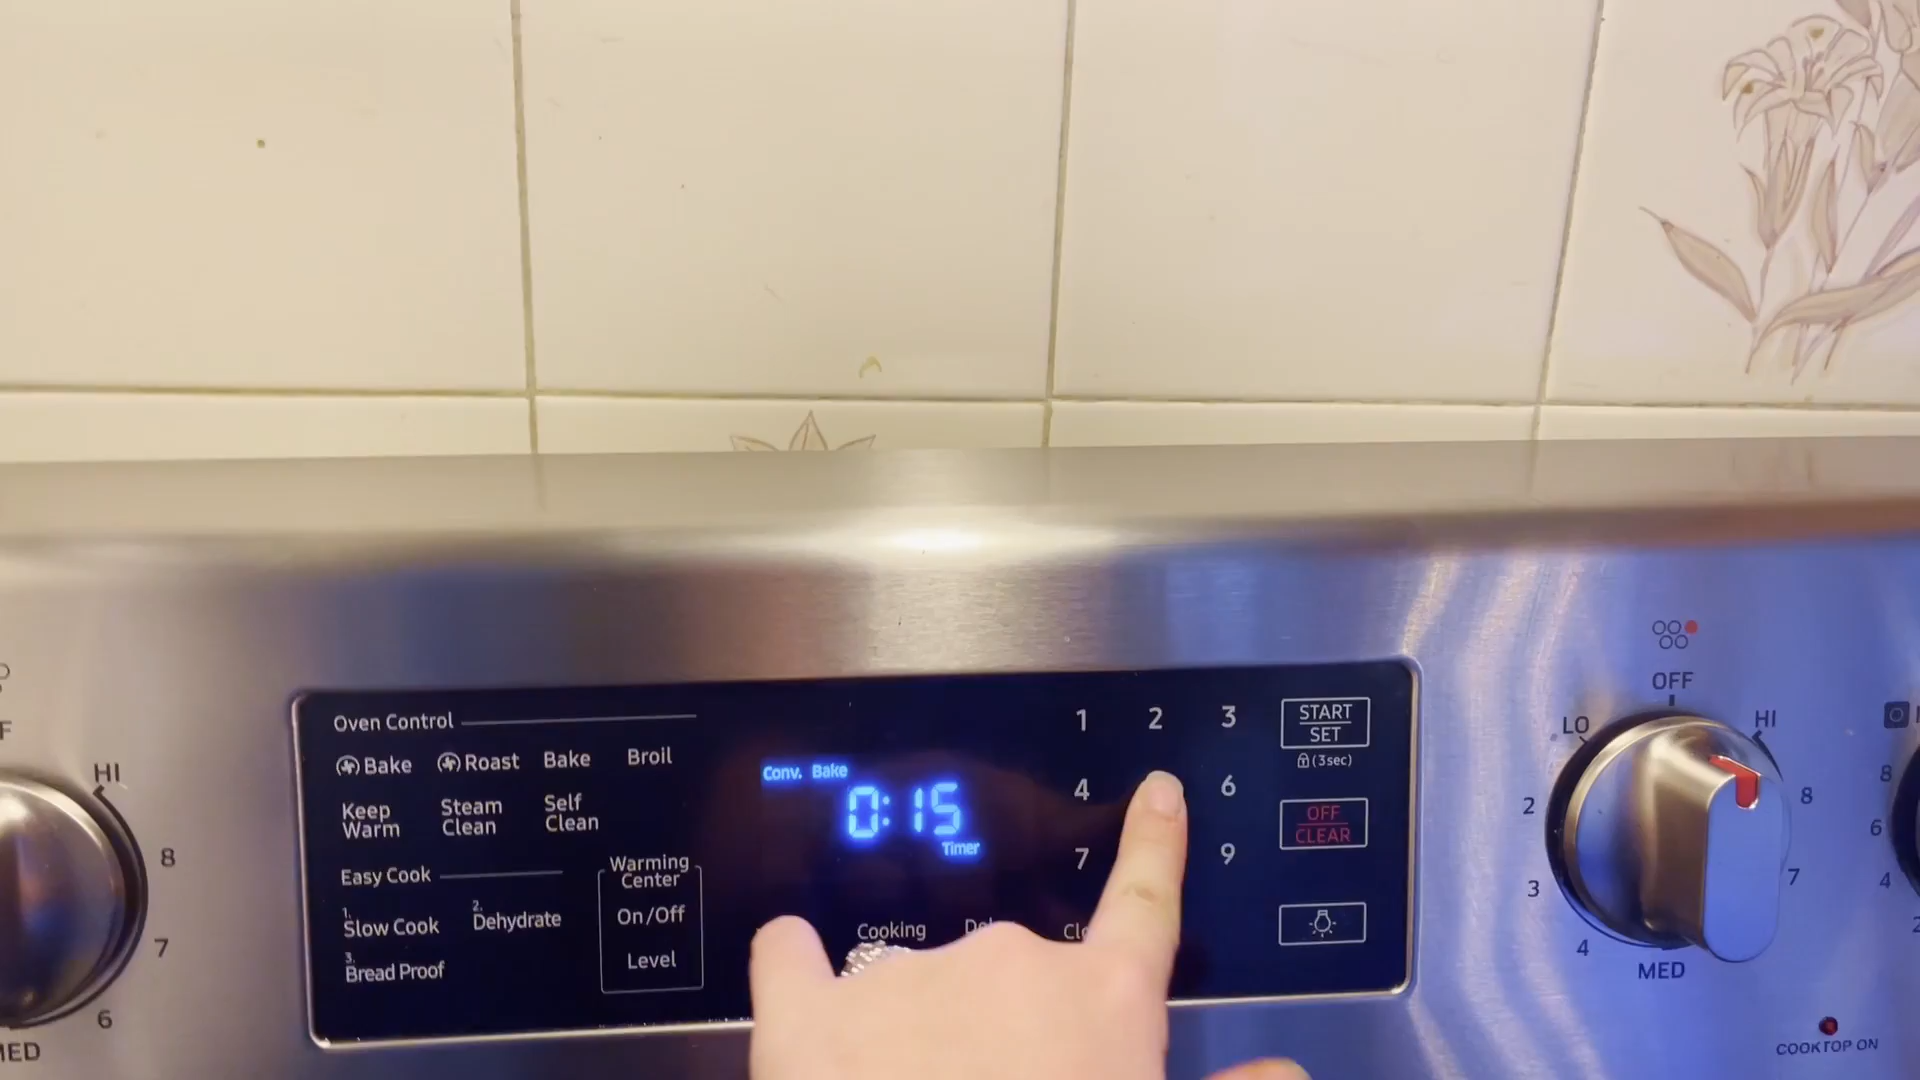 Oven Control
Bake
Roast
Bake
Broil
Keep
Warm
Steam
Clean
Self
Clean
Easy Cook
1.
Slow Cook
2.
Dehydrate
3.
Bread Proof
Warming
Center
On/Off
Level
Conv. Bake
0:15
Timer
Cooking
1 2 3
4 6
7 9
START
SET
(3sec)
OFF
CLEAR
HI
8
7
6
OFF
LO
HI
2
8
3
7
4
MED
COOKTOP ON
8
6
4